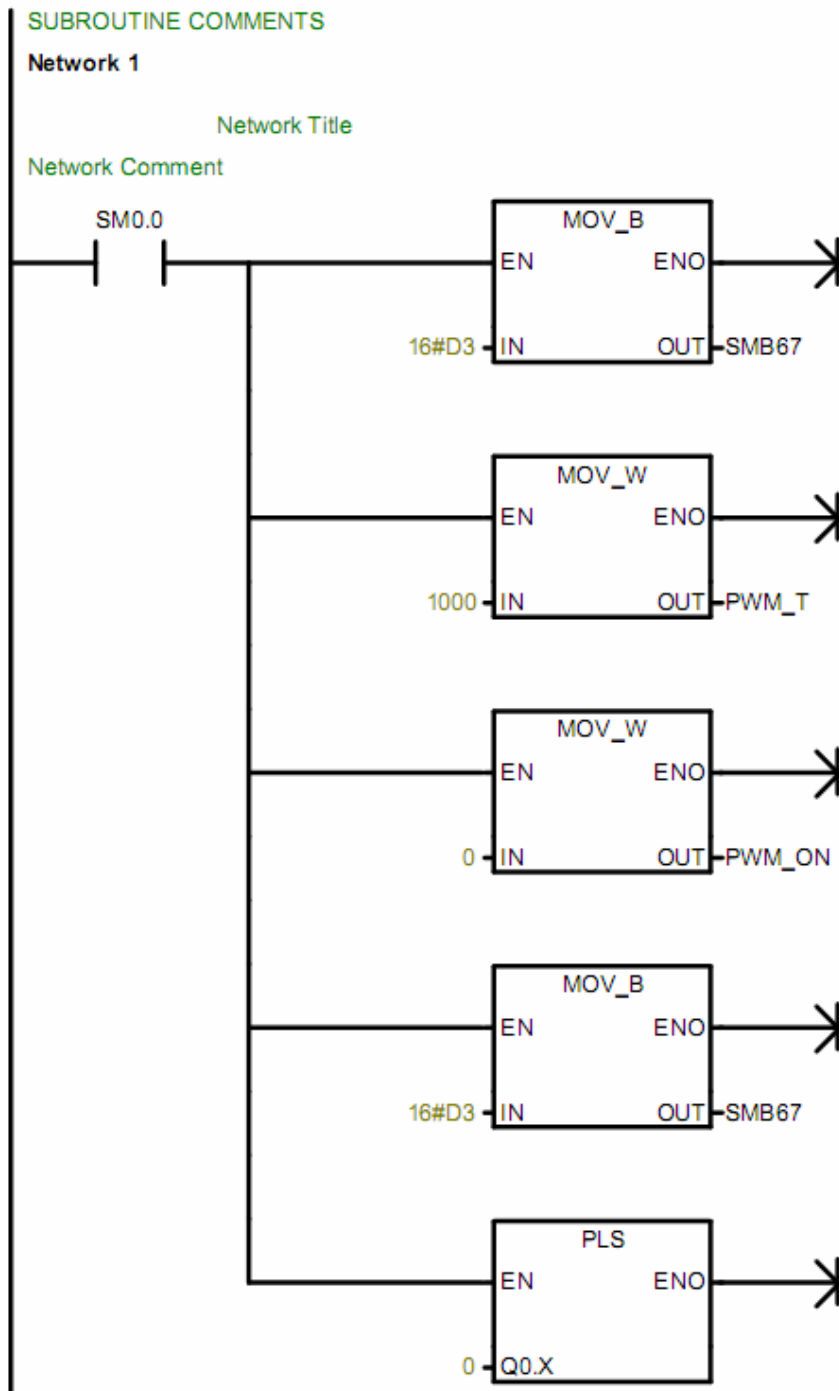 SUBROUTINE COMMENTS
Network 1
Network Title
Network Comment
SM0.0
MOV_B
EN ENO
16#D3 IN OUT SMB67
MOV_W
EN ENO
1000 IN OUT PWM_T
MOV_W
EN ENO
0 IN OUT PWM_ON
MOV_B
EN ENO
16#D3 IN OUT SMB67
PLS
EN ENO
0 Q0.X